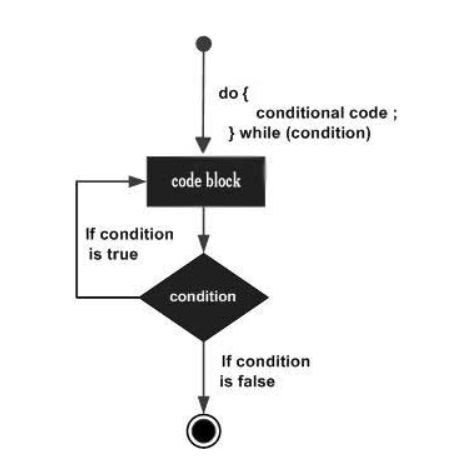 do {
conditional code ;
} while (condition)
code block
If condition
is true
condition
If condition
is false